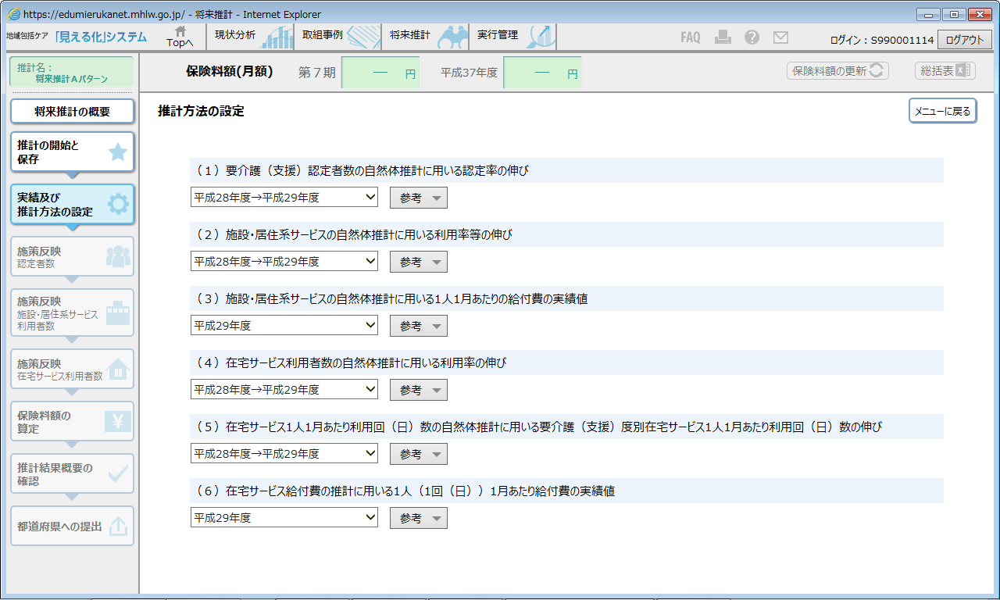 https://edumierukanet.mhlw.go.jp/ - 将来推計 - Internet Explorer
地域包括ケア「見える化」システム
Topへ
現状分析
取組事例
将来推計
実行管理
FAQ
ログイン：S990001114
ログアウト
推計名：
将来推計Aパターン
保険料額(月額)
第７期
― 円
平成37年度
― 円
保険料額の更新
総括表
将来推計の概要
推計の開始と
保存
実績及び
推計方法の設定
施策反映
認定者数
施策反映
施設・居住系サービス
利用者数
施策反映
在宅サービス利用者数
保険料額の
算定
¥
推計結果概要の
確認
都道府県への提出
推計方法の設定
メニューに戻る
（１）要介護（支援）認定者数の自然体推計に用いる認定率の伸び
平成28年度→平成29年度
参考
（２）施設・居住系サービスの自然体推計に用いる利用率等の伸び
平成28年度→平成29年度
参考
（３）施設・居住系サービスの自然体推計に用いる1人1月あたりの給付費の実績値
平成29年度
参考
（４）在宅サービス利用者数の自然体推計に用いる利用率の伸び
平成28年度→平成29年度
参考
（５）在宅サービス1人1月あたり利用回（日）数の自然体推計に用いる要介護（支援）度別在宅サービス1人1月あたり利用回（日）数の伸び
平成28年度→平成29年度
参考
（６）在宅サービス給付費の推計に用いる1人（1回（日））1月あたり給付費の実績値
平成29年度
参考